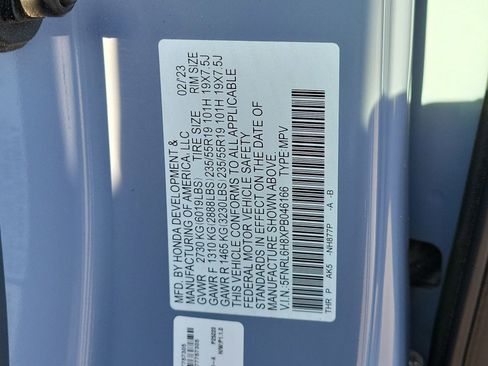 MFD. BY HONDA DEVELOPMENT &
MANUFACTURING OF AMERICA, LLC 02/23
GVWR 2730 KG(6019LBS) TIRE SIZE RIM SIZE
GAWR F 1310 KG(2888LBS) 235/55R19 101H 19X7.5J
GAWR R 1465 KG(3230LBS) 235/55R19 101H 19X7.5J
THIS VEHICLE CONFORMS TO ALL APPLICABLE
FEDERAL MOTOR VEHICLE SAFETY
STANDARDS IN EFFECT ON THE DATE OF
MANUFACTURE SHOWN ABOVE.
V.I.N. 5FNRL6H8XPB046166 TYPE:MPV
THR P AK5 -NH877P -A -B